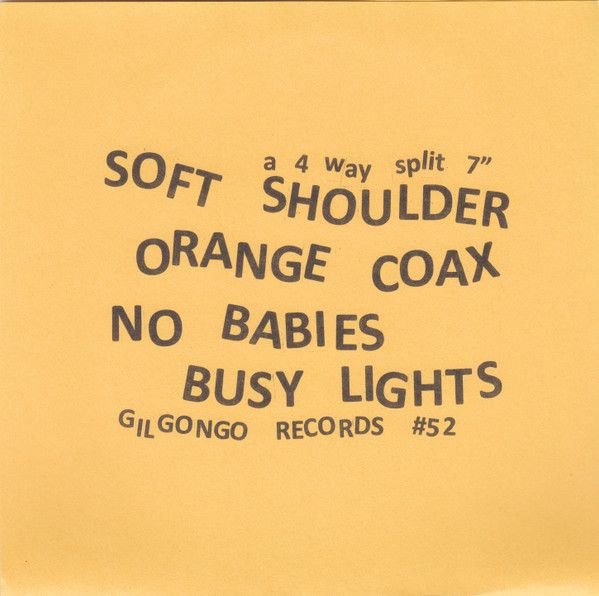 a 4 way split 7”
SOFT SHOULDER
ORANGE COAX
NO BABIES
BUSY LIGHTS
GILGONGO RECORDS #52